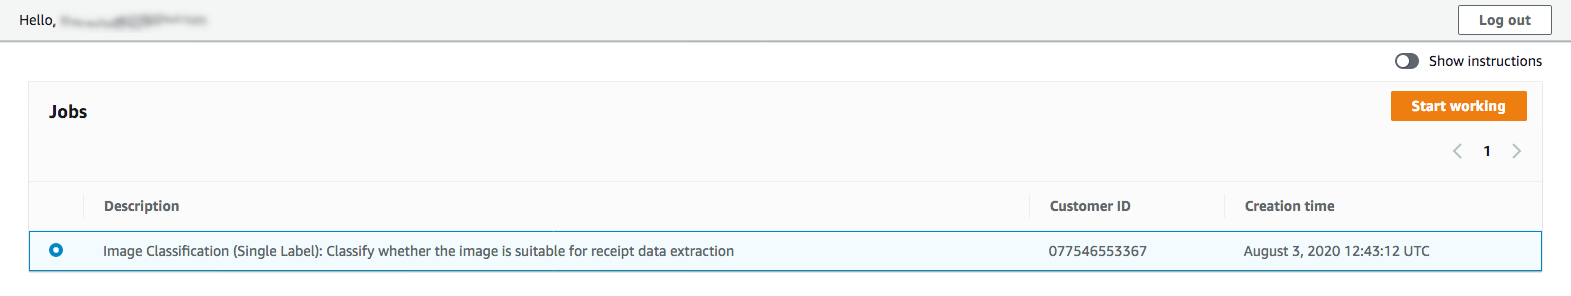 Hello,
Log out
Show instructions
Jobs
Start working
1
Description Customer ID Creation time
Image Classification (Single Label): Classify whether the image is suitable for receipt data extraction 077546553367 August 3, 2020 12:43:12 UTC